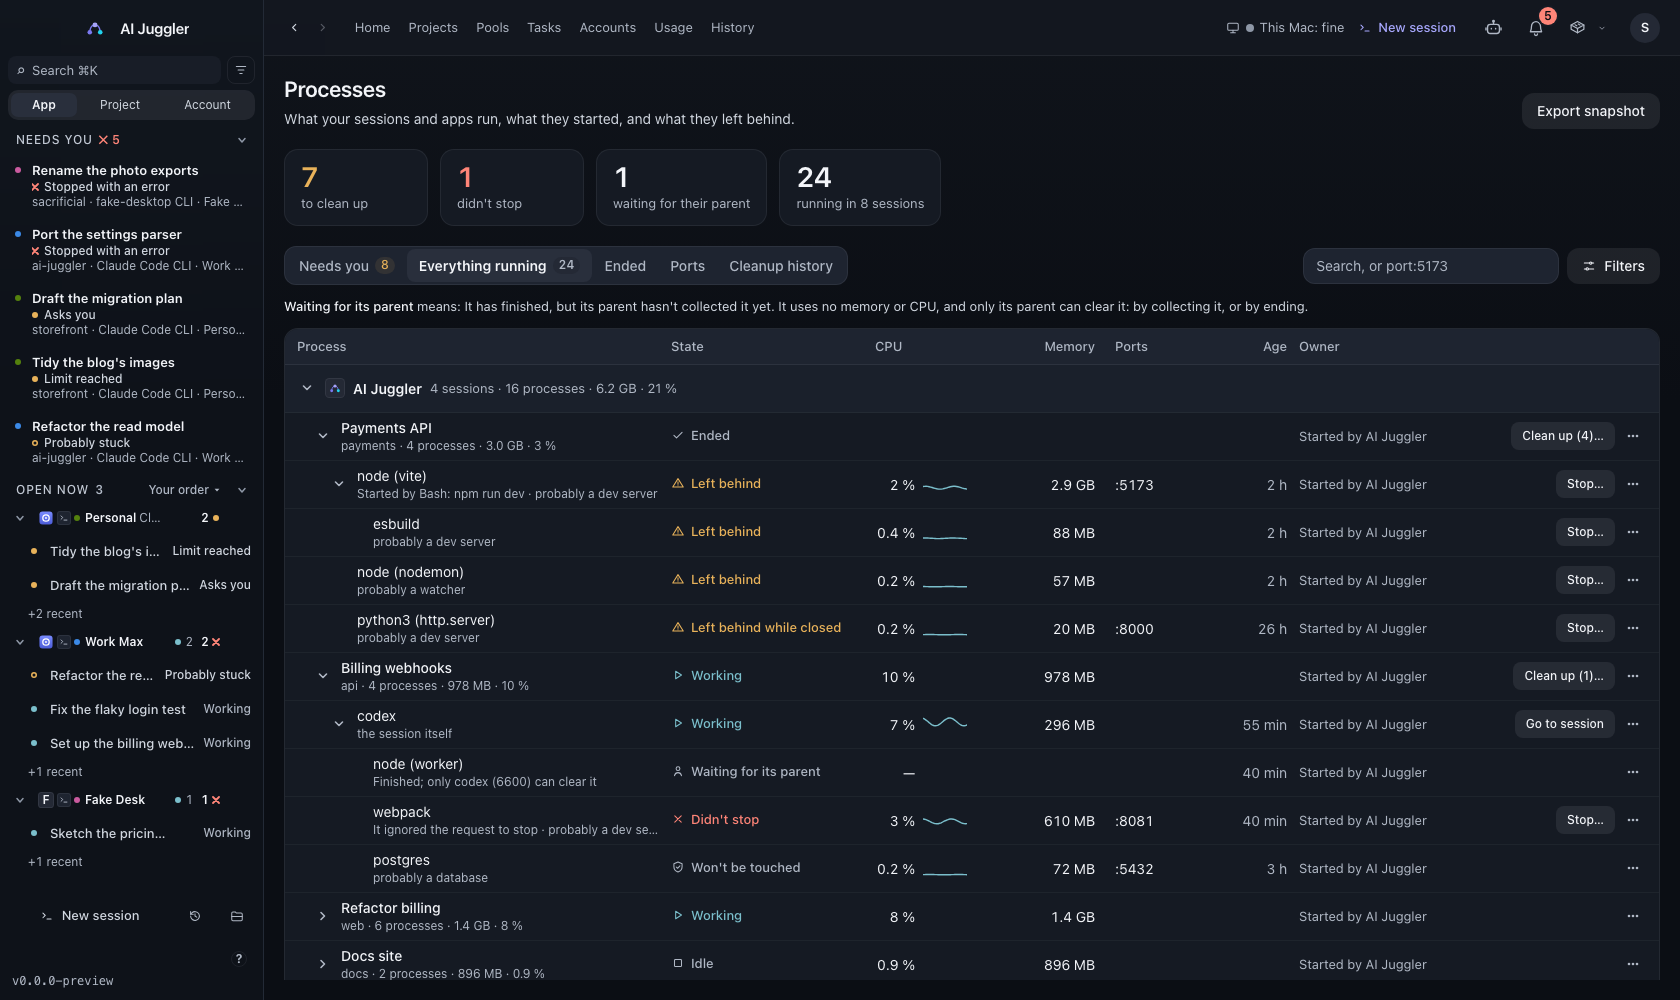 AI Juggler
Search ⌘K
App Project Account
NEEDS YOU 5
Rename the photo exports
Stopped with an error
sacrificial · fake-desktop CLI · Fake ...
Port the settings parser
Stopped with an error
ai-juggler · Claude Code CLI · Work ...
Draft the migration plan
Asks you
storefront · Claude Code CLI · Perso...
Tidy the blog's images
Limit reached
storefront · Claude Code CLI · Perso...
Refactor the read model
Probably stuck
ai-juggler · Claude Code CLI · Work ...
OPEN NOW 3 Your order
Personal Cl... 2
Tidy the blog's i... Limit reached
Draft the migration p... Asks you
+2 recent
Work Max 2 2
Refactor the re... Probably stuck
Fix the flaky login test Working
Set up the billing web... Working
+1 recent
F Fake Desk 1 1
Sketch the pricin... Working
+1 recent
New session
?
v0.0.0-preview
Home Projects Pools Tasks Accounts Usage History
This Mac: fine New session 5 S
Processes
What your sessions and apps run, what they started, and what they left behind.
Export snapshot
7 to clean up
1 didn't stop
1 waiting for their parent
24 running in 8 sessions
Needs you 8 Everything running 24 Ended Ports Cleanup history
Search, or port:5173 Filters
Waiting for its parent means: It has finished, but its parent hasn't collected it yet. It uses no memory or CPU, and only its parent can clear it: by collecting it, or by ending.
Process State CPU Memory Ports Age Owner
AI Juggler 4 sessions · 16 processes · 6.2 GB · 21 %
Payments API Ended Started by AI Juggler Clean up (4)...
payments · 4 processes · 3.0 GB · 3 %
node (vite) Left behind 2 % 2.9 GB :5173 2 h Started by AI Juggler Stop...
Started by Bash: npm run dev · probably a dev server
esbuild Left behind 0.4 % 88 MB 2 h Started by AI Juggler Stop...
probably a dev server
node (nodemon) Left behind 0.2 % 57 MB 2 h Started by AI Juggler Stop...
probably a watcher
python3 (http.server) Left behind while closed 0.2 % 20 MB :8000 26 h Started by AI Juggler Stop...
probably a dev server
Billing webhooks Working 10 % 978 MB Started by AI Juggler Clean up (1)...
api · 4 processes · 978 MB · 10 %
codex Working 7 % 296 MB 55 min Started by AI Juggler Go to session
the session itself
node (worker) Waiting for its parent — 40 min Started by AI Juggler
Finished; only codex (6600) can clear it
webpack Didn't stop 3 % 610 MB :8081 40 min Started by AI Juggler Stop...
It ignored the request to stop · probably a dev se...
postgres Won't be touched 0.2 % 72 MB :5432 3 h Started by AI Juggler
probably a database
Refactor billing Working 8 % 1.4 GB Started by AI Juggler
web · 6 processes · 1.4 GB · 8 %
Docs site Idle 0.9 % 896 MB Started by AI Juggler
docs · 2 processes · 896 MB · 0.9 %